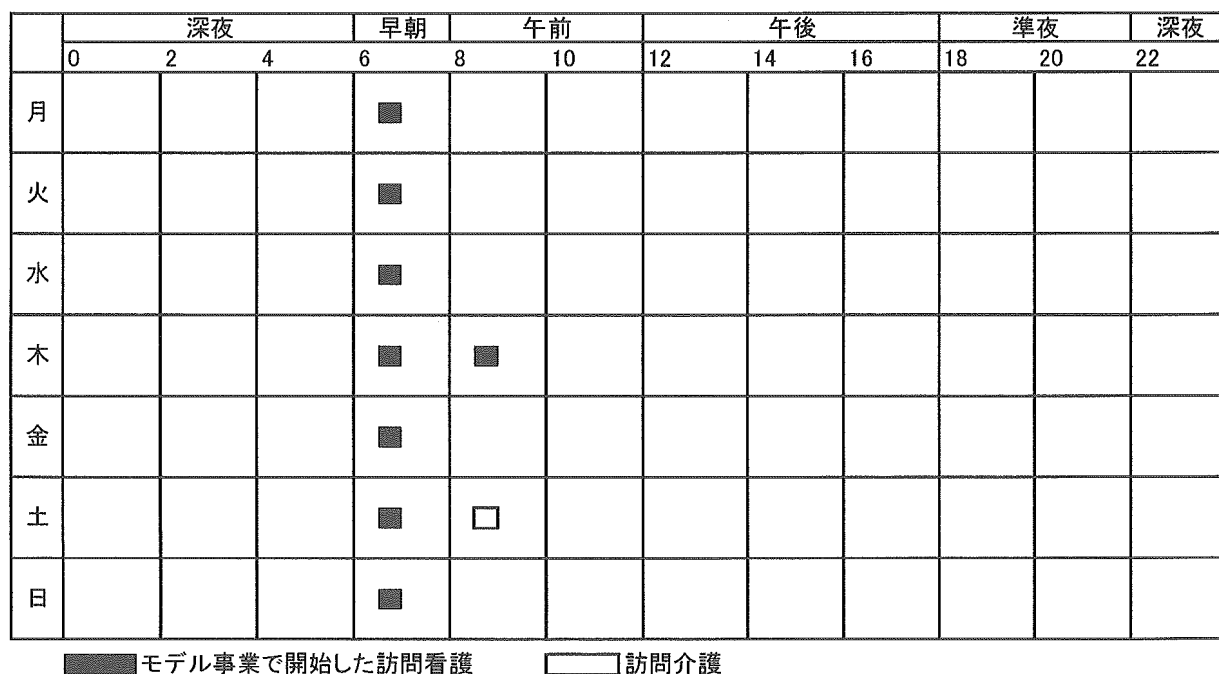 深夜 早朝 午前 午後 準夜 深夜
0 2 4 6 8 10 12 14 16 18 20 22
月
火
水
木
金
土
日
モデル事業で開始した訪問看護 訪問介護